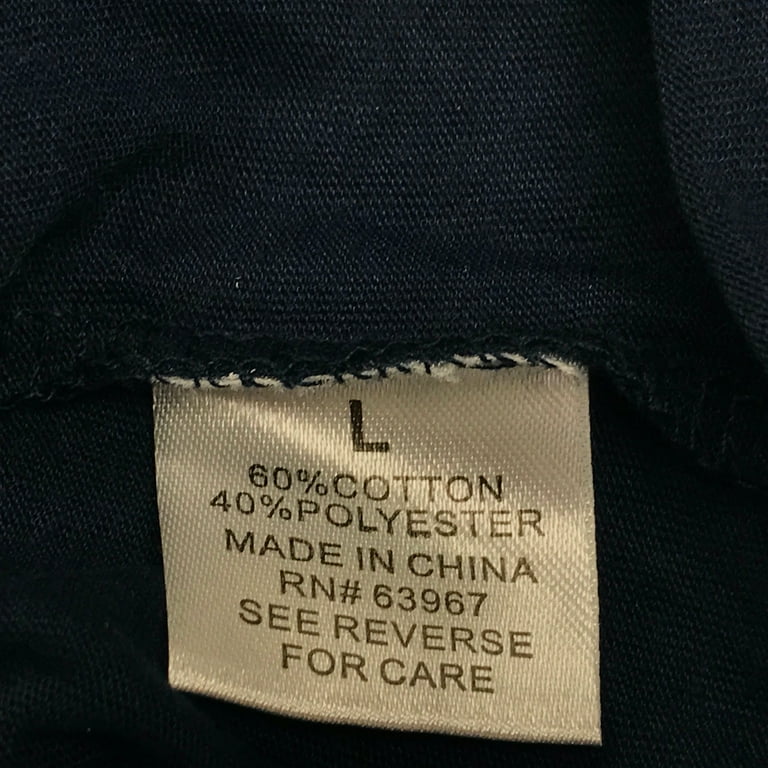 L
60%COTTON
40%POLYESTER
MADE IN CHINA
RN# 63967
SEE REVERSE
FOR CARE